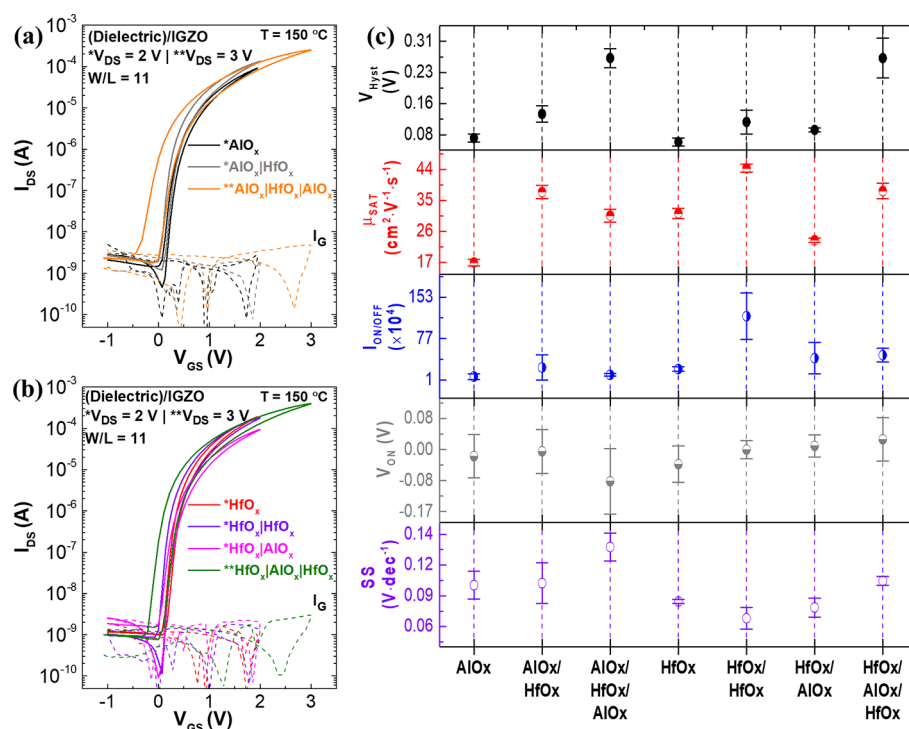 (a)
(Dielectric)/IGZO T = 150 °C
*V_DS = 2 V | **V_DS = 3 V
W/L = 11
*AlO_x
*AlO_x|HfO_x
**AlO_x|HfO_x|AlO_x
I_G
I_DS (A)
10^-3
10^-4
10^-5
10^-6
10^-7
10^-8
10^-9
10^-10
-1 0 1 2 3
V_GS (V)
(b)
(Dielectric)/IGZO T = 150 °C
*V_DS = 2 V | **V_DS = 3 V
W/L = 11
*HfO_x
*HfO_x|HfO_x
*HfO_x|AlO_x
**HfO_x|AlO_x|HfO_x
I_G
I_DS (A)
10^-3
10^-4
10^-5
10^-6
10^-7
10^-8
10^-9
10^-10
-1 0 1 2 3
V_GS (V)
(c)
V_Hyst
(V)
0.31
0.23
0.16
0.08
μ_SAT
(cm^2·V^-1·s^-1)
44
35
26
17
I_ON/OFF
(×10^4)
153
77
1
V_ON (V)
0.08
0.00
-0.08
-0.17
SS
(V·dec^-1)
0.14
0.12
0.09
0.06
AlOx AlOx/ AlOx/ HfOx HfOx/ HfOx/ HfOx/
HfOx HfOx/ HfOx AlOx AlOx/
AlOx HfOx